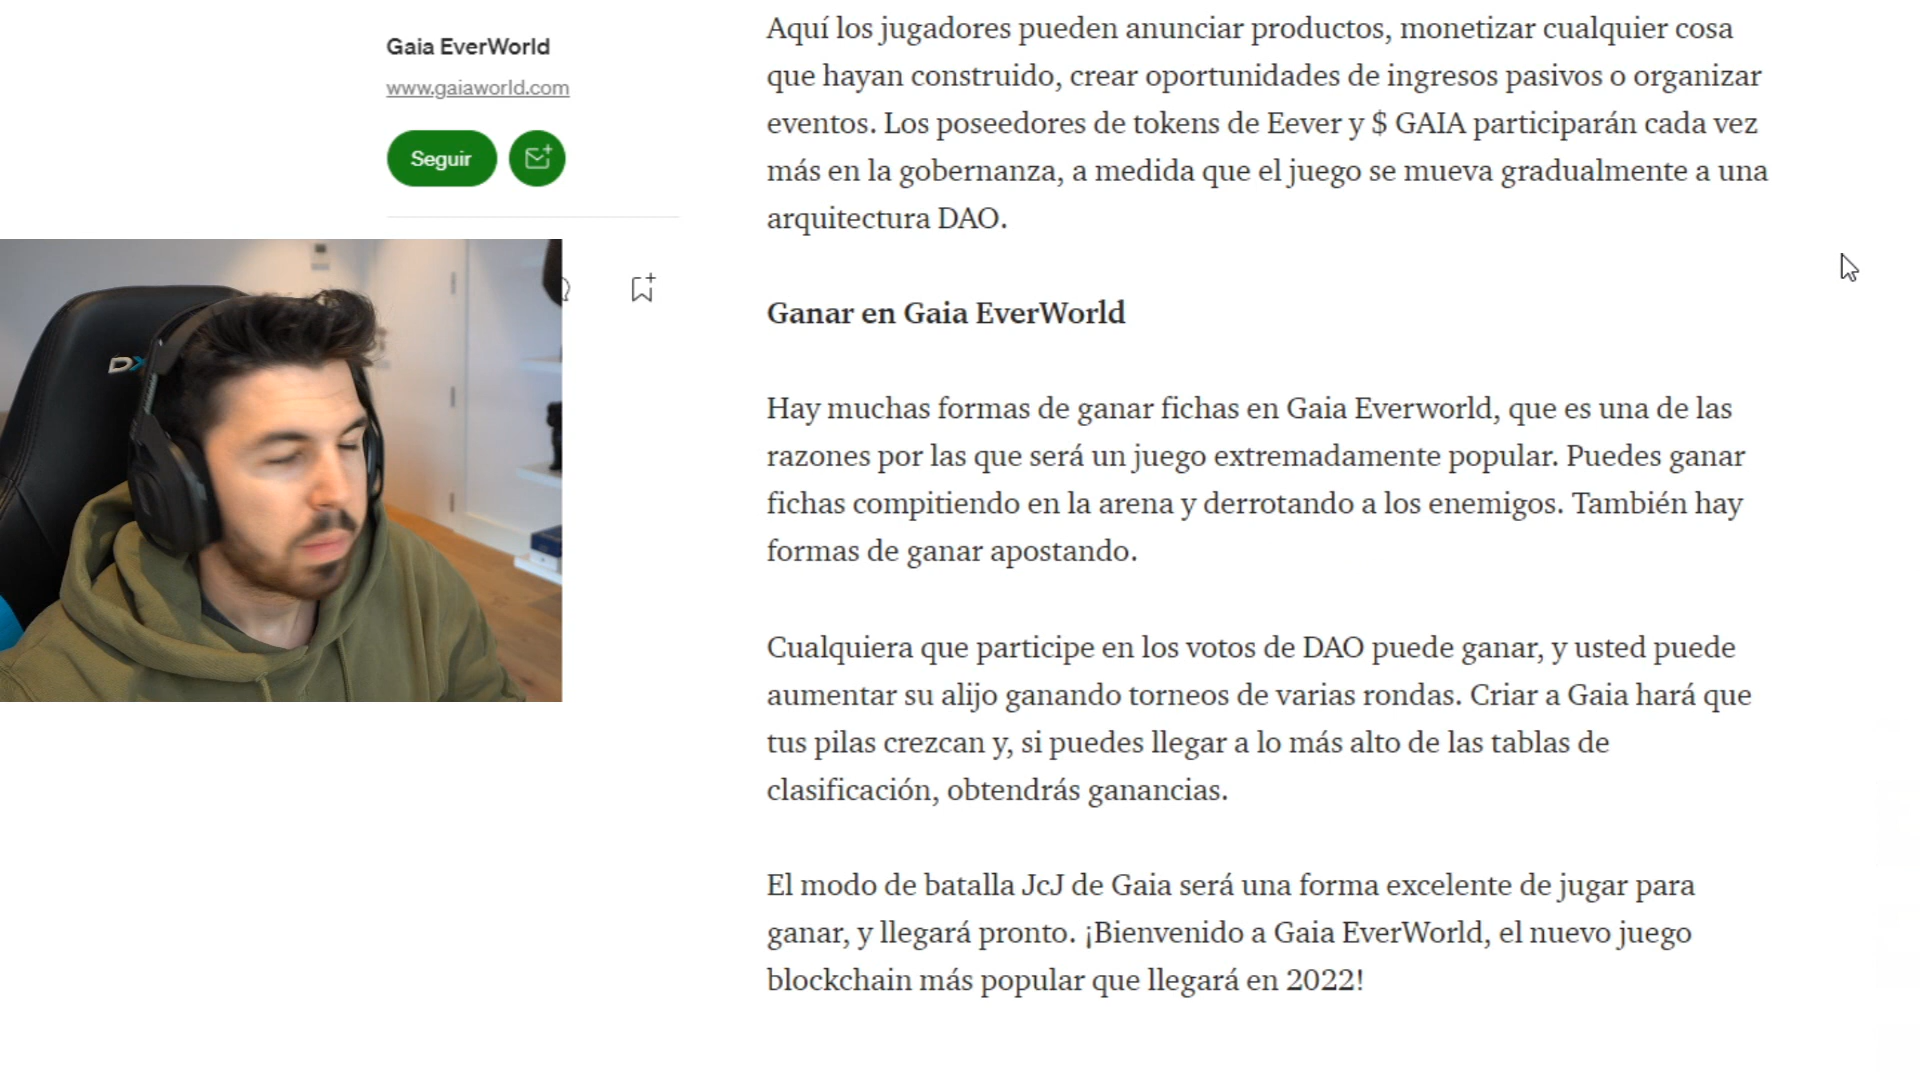 Gaia EverWorld
www.gaiaworld.com
Seguir
DX
Aquí los jugadores pueden anunciar productos, monetizar cualquier cosa
que hayan construido, crear oportunidades de ingresos pasivos o organizar
eventos. Los poseedores de tokens de Eever y $ GAIA participarán cada vez
más en la gobernanza, a medida que el juego se mueva gradualmente a una
arquitectura DAO.
Ganar en Gaia EverWorld
Hay muchas formas de ganar fichas en Gaia Everworld, que es una de las
razones por las que será un juego extremadamente popular. Puedes ganar
fichas compitiendo en la arena y derrotando a los enemigos. También hay
formas de ganar apostando.
Cualquiera que participe en los votos de DAO puede ganar, y usted puede
aumentar su alijo ganando torneos de varias rondas. Criar a Gaia hará que
tus pilas crezcan y, si puedes llegar a lo más alto de las tablas de
clasificación, obtendrás ganancias.
El modo de batalla JcJ de Gaia será una forma excelente de jugar para
ganar, y llegará pronto. ¡Bienvenido a Gaia EverWorld, el nuevo juego
blockchain más popular que llegará en 2022!